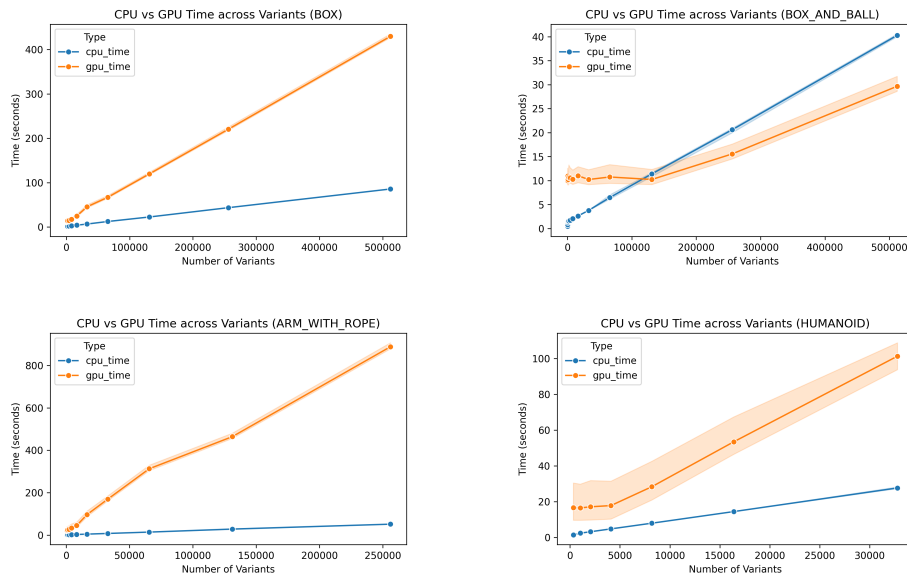 CPU vs GPU Time across Variants (BOX)
Type
cpu_time
gpu_time
400
300
200
100
0
Time (seconds)
0 100000 200000 300000 400000 500000
Number of Variants
CPU vs GPU Time across Variants (BOX_AND_BALL)
Type
cpu_time
gpu_time
40
35
30
25
20
15
10
5
0
Time (seconds)
0 100000 200000 300000 400000 500000
Number of Variants
CPU vs GPU Time across Variants (ARM_WITH_ROPE)
Type
cpu_time
gpu_time
800
600
400
200
0
Time (seconds)
0 50000 100000 150000 200000 250000
Number of Variants
CPU vs GPU Time across Variants (HUMANOID)
Type
cpu_time
gpu_time
100
80
60
40
20
0
Time (seconds)
0 5000 10000 15000 20000 25000 30000
Number of Variants